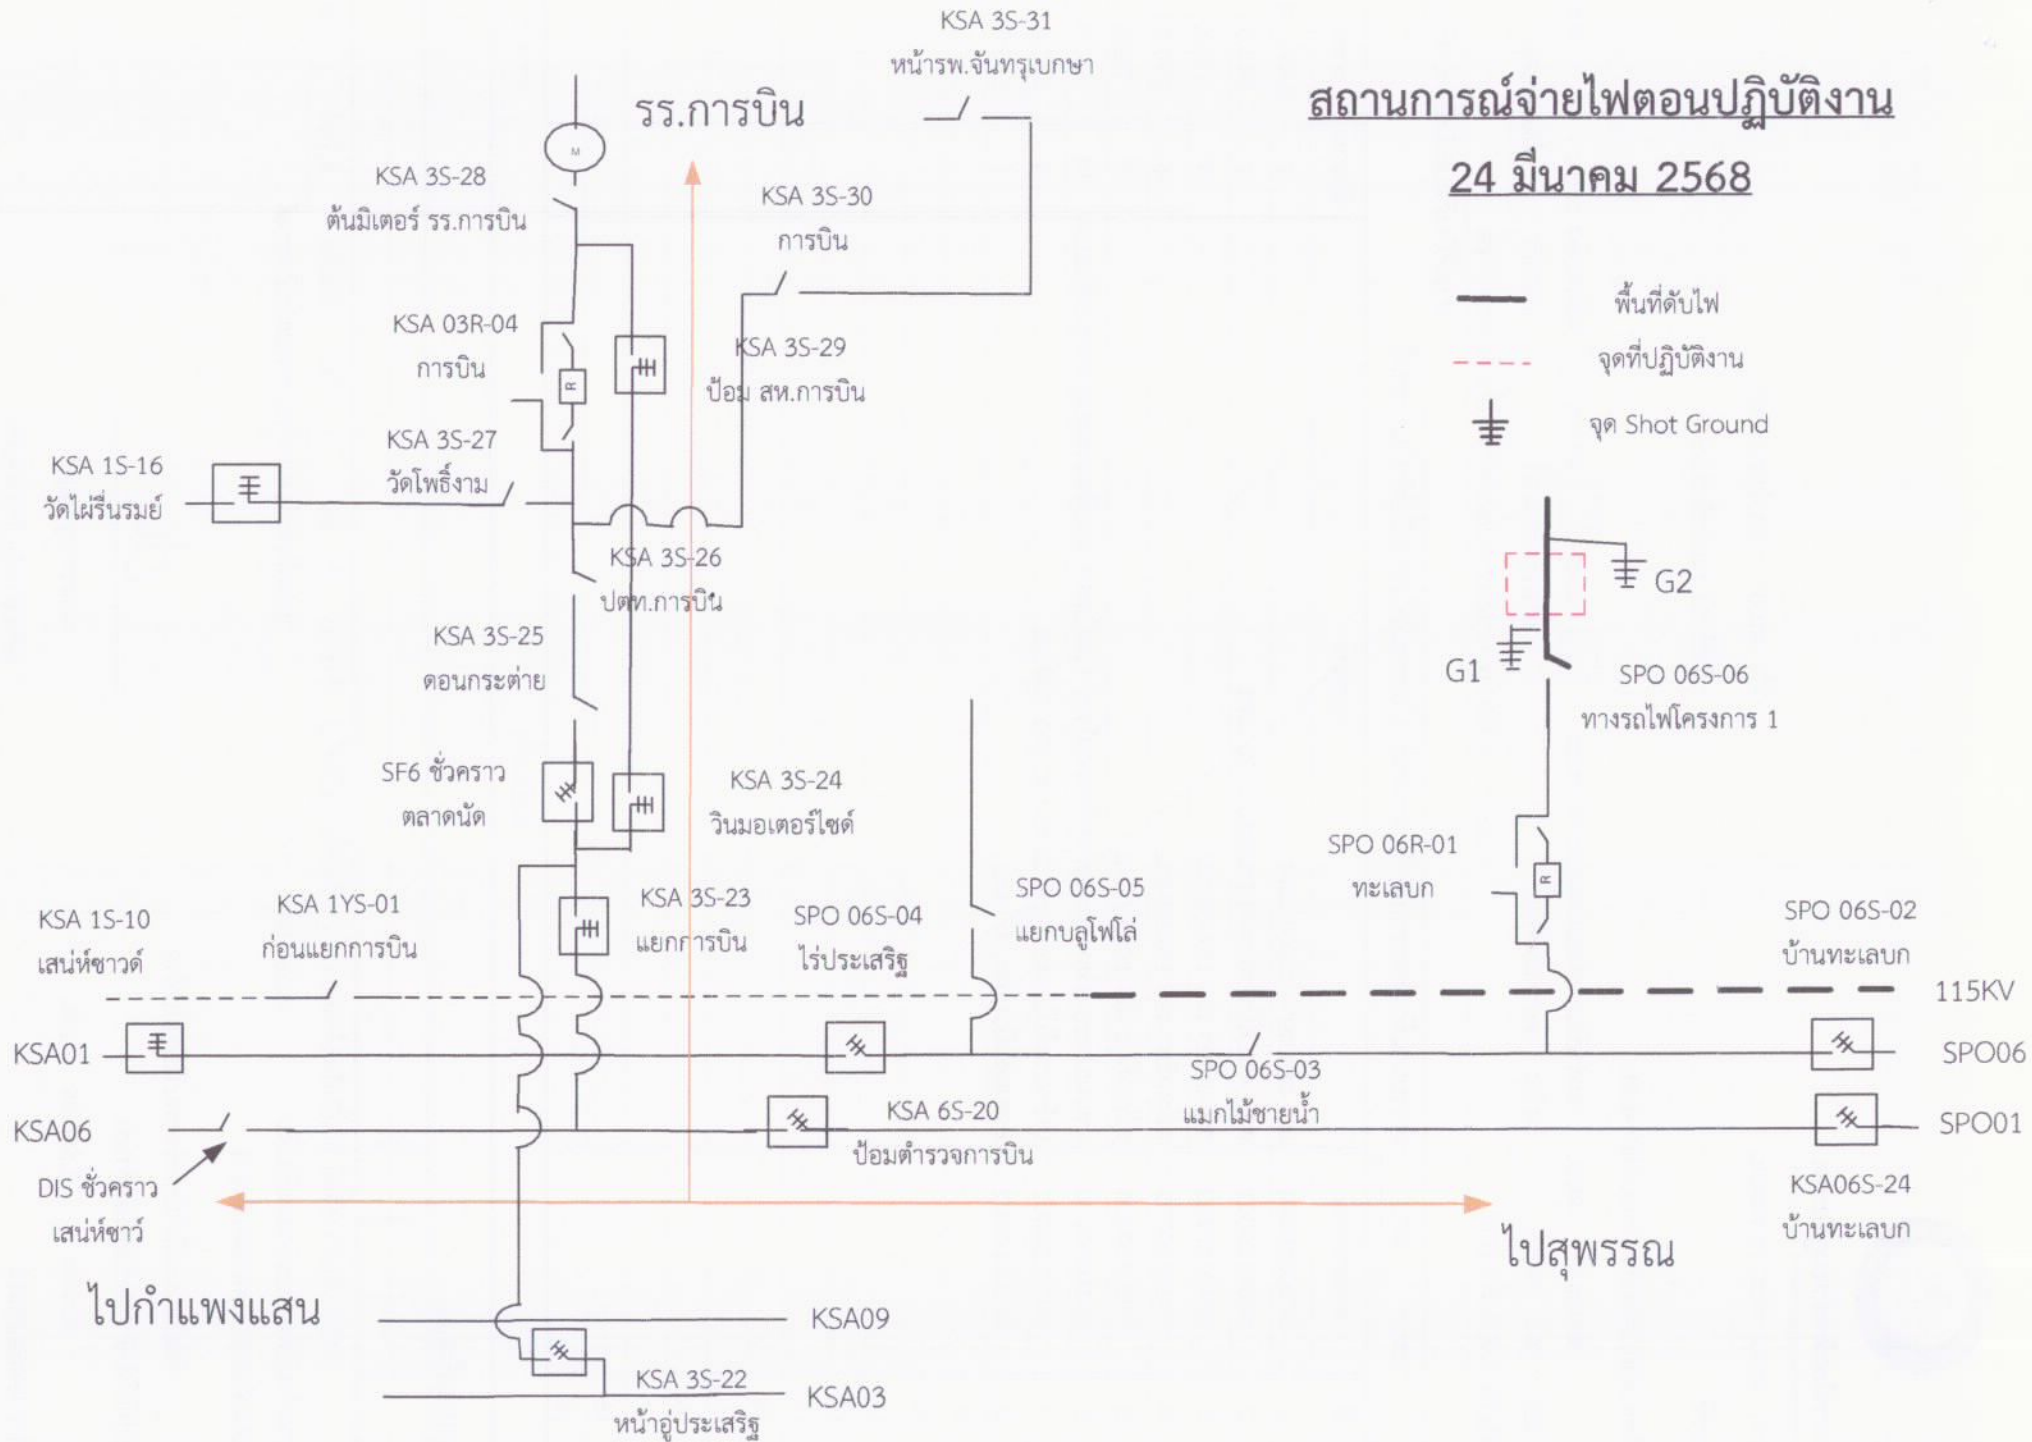 KSA 3S-31
หน้ารพ.จันทรุเบกษา
รร.การบิน
สถานการณ์จ่ายไฟตอนปฏิบัติงาน
24 มีนาคม 2568
M
KSA 3S-28
ต้นมิเตอร์ รร.การบิน
KSA 3S-30
การบิน
พื้นที่ดับไฟ
จุดที่ปฏิบัติงาน
จุด Shot Ground
KSA 03R-04
การบิน
R
KSA 3S-29
ป้อม สห.การบิน
KSA 3S-27
วัดโพธิ์งาม
KSA 1S-16
วัดไผ่รื่นรมย์
KSA 3S-26
ปตท.การบิน
G2
G1
KSA 3S-25
ดอนกระต่าย
SPO 06S-06
ทางรถไฟโครงการ 1
SF6 ชั่วคราว
ตลาดนัด
KSA 3S-24
วินมอเตอร์ไซด์
SPO 06R-01
ทะเลบก
R
KSA 1S-10
เสน่ห์ซาวด์
KSA 1YS-01
ก่อนแยกการบิน
KSA 3S-23
แยกการบิน
SPO 06S-04
ไร่ประเสริฐ
SPO 06S-05
แยกบลูโฟโล่
SPO 06S-02
บ้านทะเลบก
115KV
KSA01
SPO06
SPO 06S-03
แมกไม้ชายน้ำ
KSA06
KSA 6S-20
ป้อมตำรวจการบิน
SPO01
DIS ชั่วคราว
เสน่ห์ซาว์
KSA06S-24
บ้านทะเลบก
ไปสุพรรณ
ไปกำแพงแสน
KSA09
KSA 3S-22
หน้าอู่ประเสริฐ
KSA03